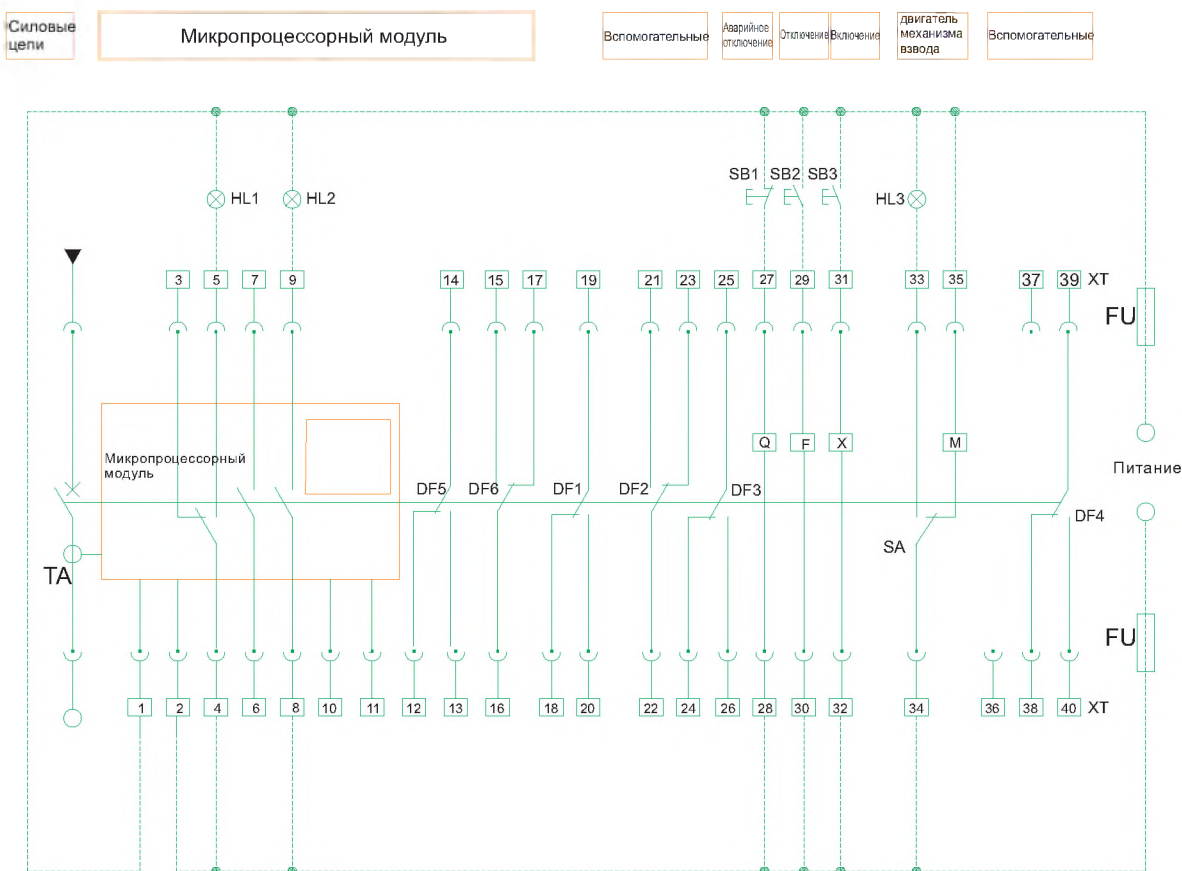 Силовые
цепи
Микропроцессорный модуль
Вспомогательные
Аварийное
отключение
Отключение
Включение
двигатель
механизма
взвода
Вспомогательные
SB1 SB2 SB3
HL1 HL2 HL3
3 5 7 9 14 15 17 19 21 23 25 27 29 31 33 35 37 39 XT
FU
Q F X M
Микропроцессорный
модуль
Питание
DF5 DF6 DF1 DF2 DF3
DF4
SA
TA
FU
1 2 4 6 8 10 11 12 13 16 18 20 22 24 26 28 30 32 34 36 38 40 XT